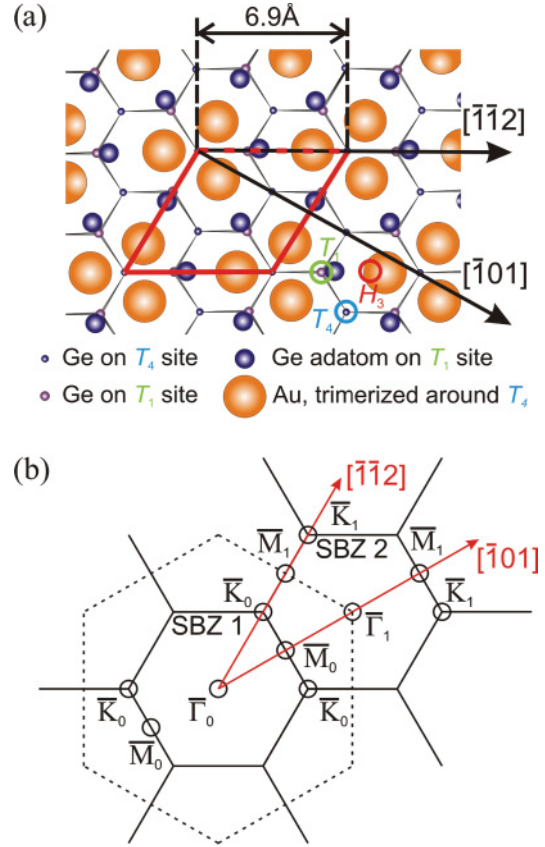 (a)
6.9Å
[1̄1̄2]
[1̄01]
T₁
H₃
T₄
Ge on T₄ site
Ge adatom on T₁ site
Ge on T₁ site
Au, trimerized around T₄
(b)
[1̄1̄2]
K̄₁
SBZ 2
[1̄01]
M̄₁
M̄₁
K̄₀
K̄₁
SBZ 1
Γ̄₁
M̄₀
K̄₀
Γ̄₀
K̄₀
M̄₀